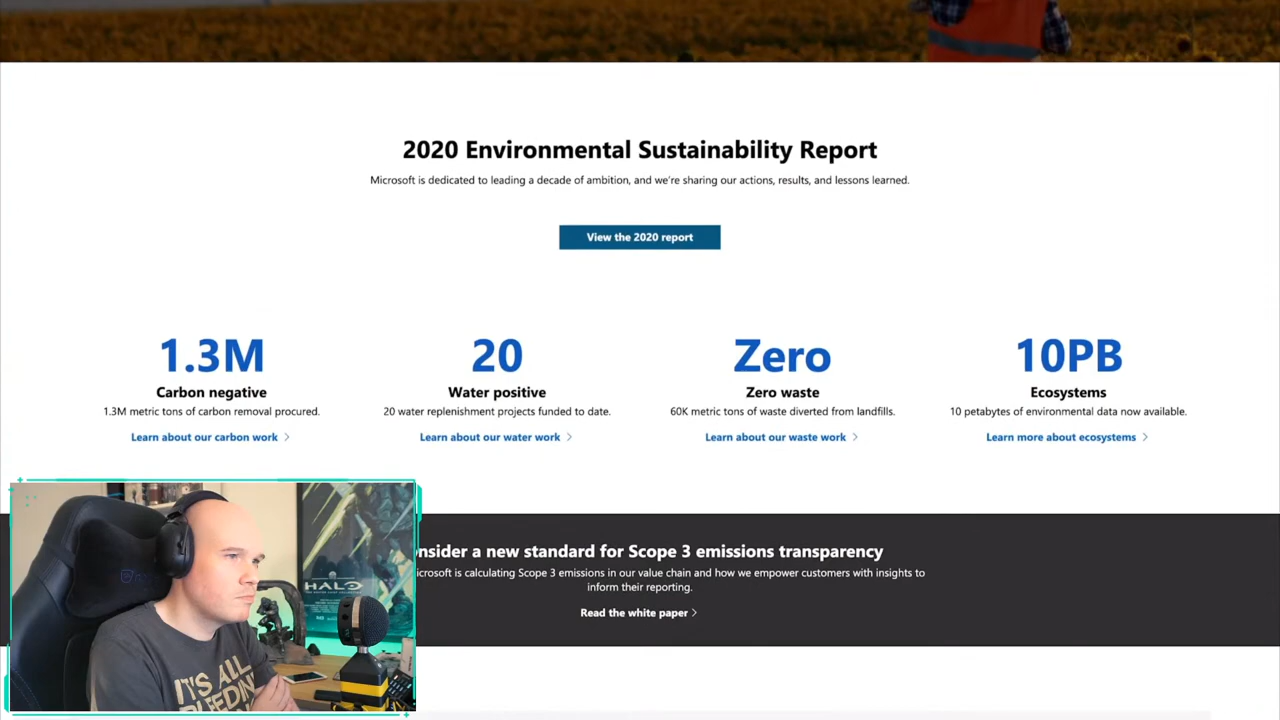 2020 Environmental Sustainability Report
Microsoft is dedicated to leading a decade of ambition, and we're sharing our actions, results, and lessons learned.
View the 2020 report
1.3M
Carbon negative
1.3M metric tons of carbon removal procured.
Learn about our carbon work
20
Water positive
20 water replenishment projects funded to date.
Learn about our water work
Zero
Zero waste
60K metric tons of waste diverted from landfills.
Learn about our waste work
10PB
Ecosystems
10 petabytes of environmental data now available.
Learn more about ecosystems
nsider a new standard for Scope 3 emissions transparency
icrosoft is calculating Scope 3 emissions in our value chain and how we empower customers with insights to
inform their reporting.
Read the white paper
HALO
IT'S ALL